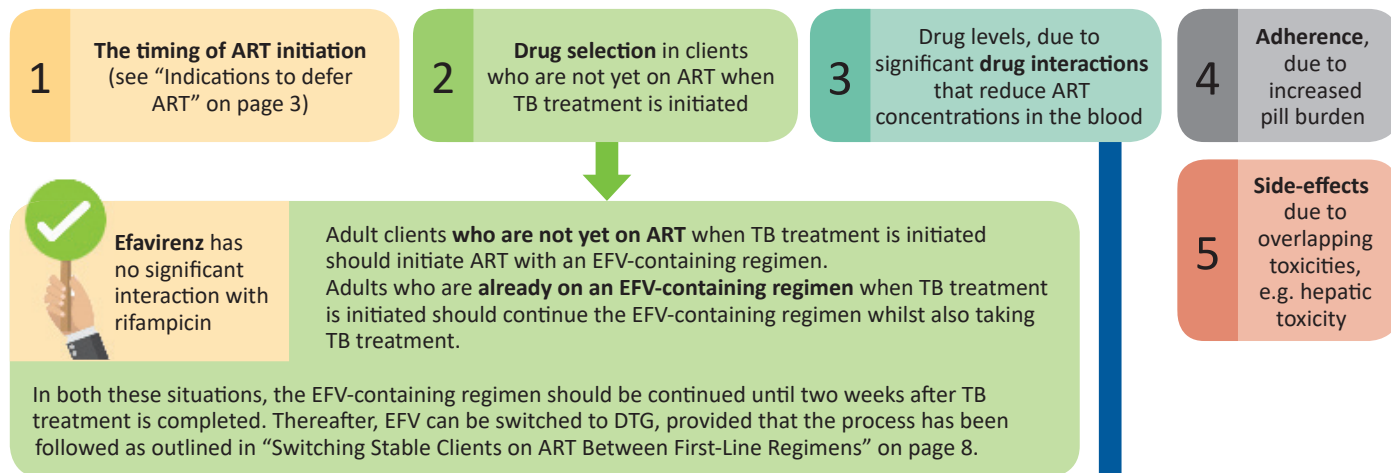 1
The timing of ART initiation
(see “Indications to defer
ART” on page 3)
2
Drug selection in clients
who are not yet on ART when
TB treatment is initiated
3
Drug levels, due to
significant drug interactions
that reduce ART
concentrations in the blood
4
Adherence,
due to
increased
pill burden
5
Side-effects
due to
overlapping
toxicities,
e.g. hepatic
toxicity
Efavirenz has
no significant
interaction with
rifampicin
Adult clients who are not yet on ART when TB treatment is initiated
should initiate ART with an EFV-containing regimen.
Adults who are already on an EFV-containing regimen when TB treatment
is initiated should continue the EFV-containing regimen whilst also taking
TB treatment.
In both these situations, the EFV-containing regimen should be continued until two weeks after TB
treatment is completed. Thereafter, EFV can be switched to DTG, provided that the process has been
followed as outlined in “Switching Stable Clients on ART Between First-Line Regimens” on page 8.